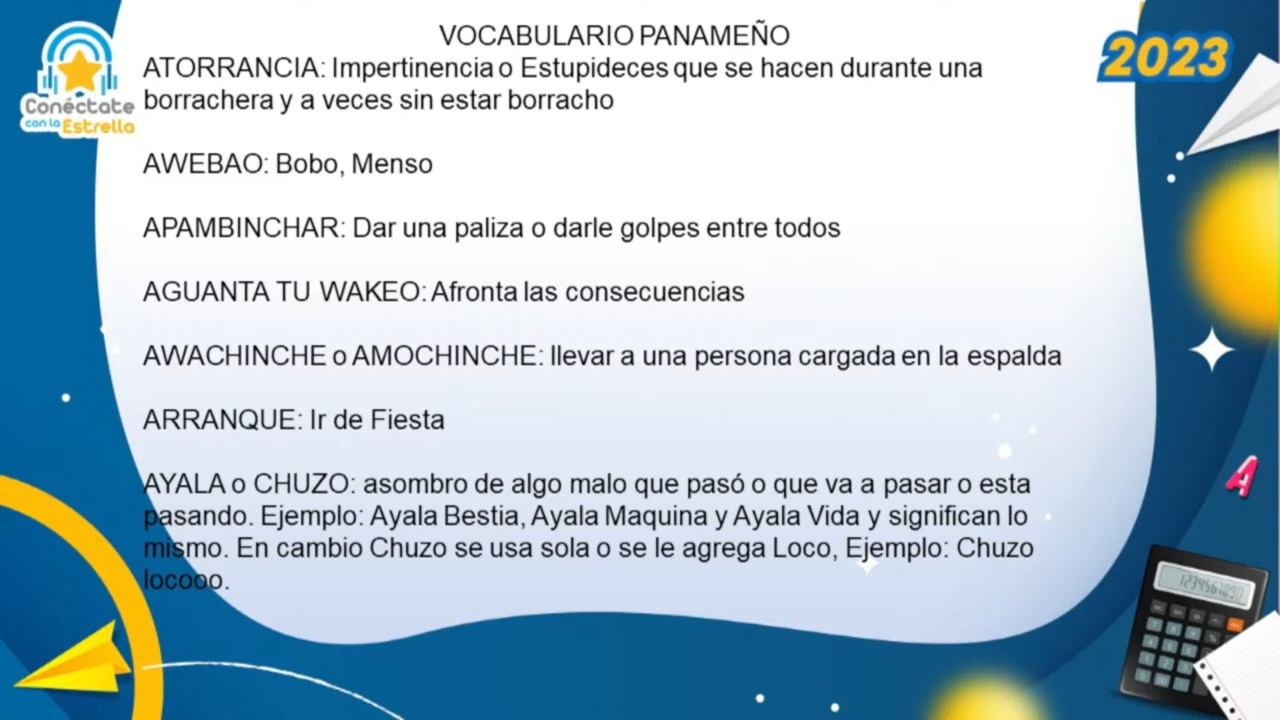 VOCABULARIO PANAMEÑO
ATORRANCIA: Impertinencia o Estupideces que se hacen durante una
borrachera y a veces sin estar borracho
AWEBAO: Bobo, Menso
APAMBINCHAR: Dar una paliza o darle golpes entre todos
AGUANTA TU WAKEO: Afronta las consecuencias
AWACHINCHE o AMOCHINCHE: llevar a una persona cargada en la espalda
ARRANQUE: Ir de Fiesta
AYALA o CHUZO: asombro de algo malo que pasó o que va a pasar o esta
pasando. Ejemplo: Ayala Bestia, Ayala Maquina y Ayala Vida y significan lo
mismo. En cambio Chuzo se usa sola o se le agrega Loco, Ejemplo: Chuzo
locooo.
Conéctate
con la Estrella
2023
A
1234567890